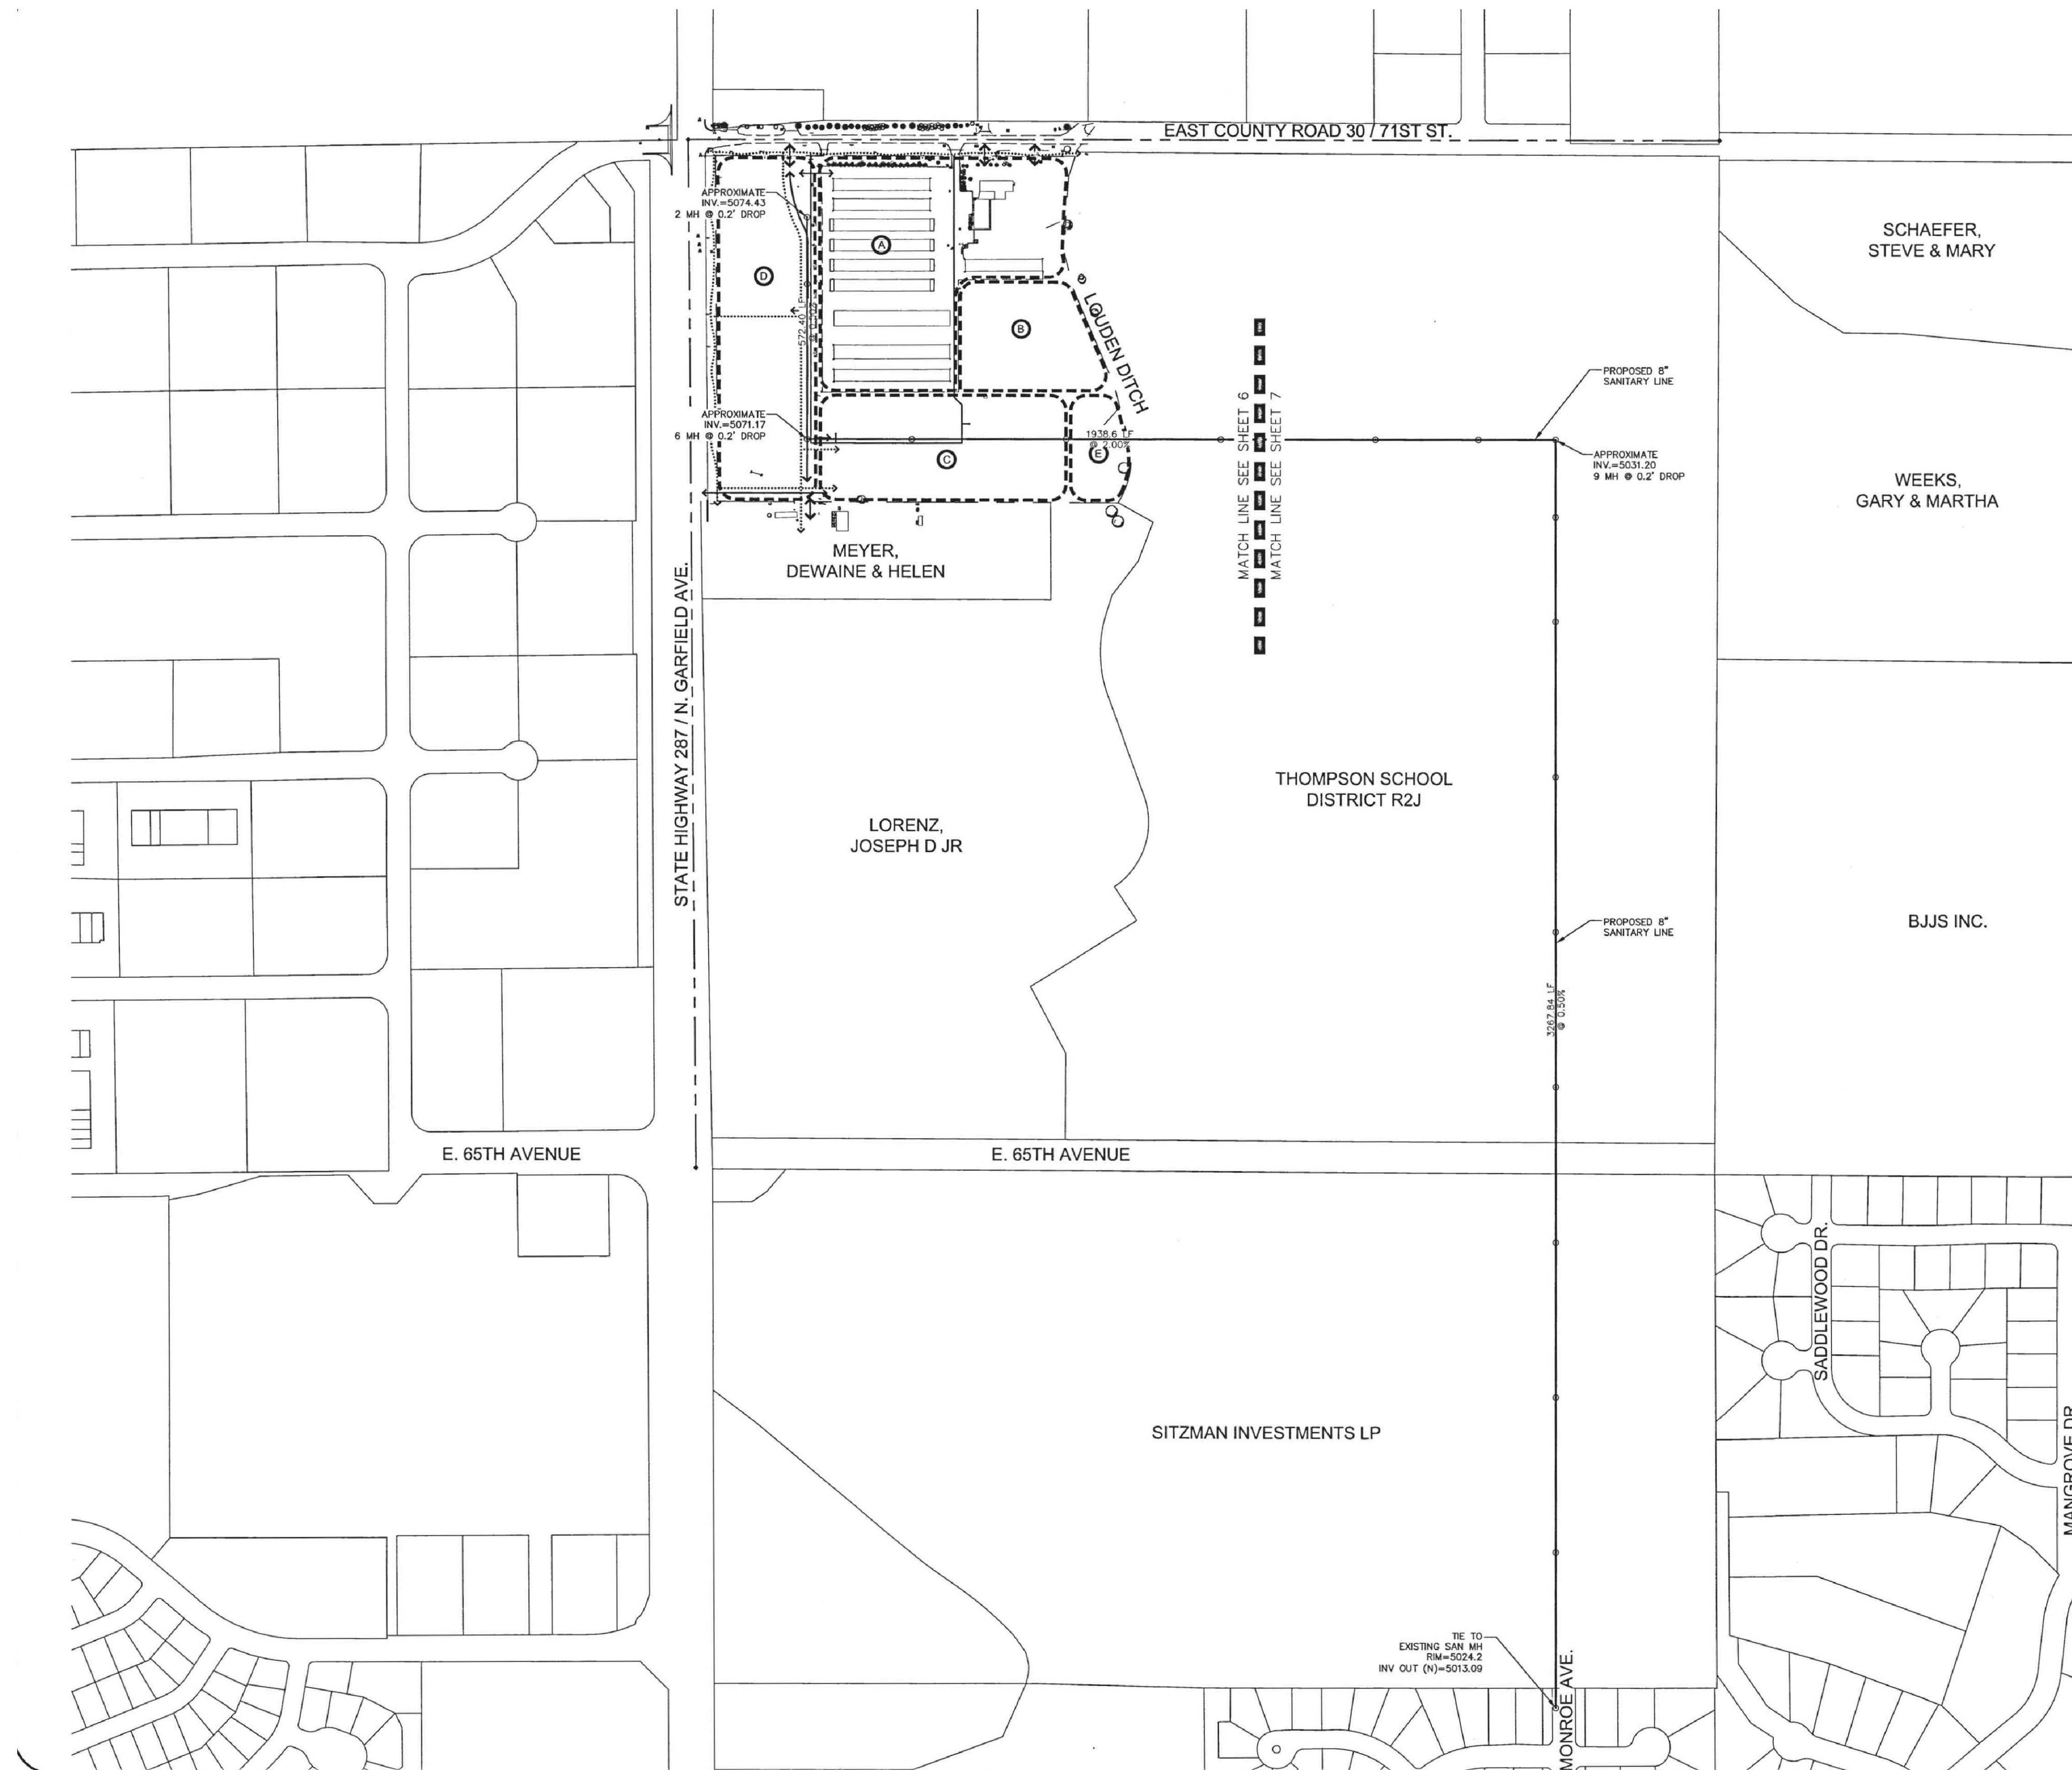 EAST COUNTY ROAD 30 / 71ST ST.
APPROXIMATE
INV.=5074.43
2 MH @ 0.2' DROP
A
D
B
LOUDEN DITCH
572.40 LF
SCHAEFER,
STEVE & MARY
PROPOSED 8"
SANITARY LINE
APPROXIMATE
INV.=5071.17
6 MH @ 0.2' DROP
C
E
1938.6 LF
@ 2.00%
MATCH LINE SEE SHEET 6
MATCH LINE SEE SHEET 7
APPROXIMATE
INV.=5031.20
9 MH @ 0.2' DROP
WEEKS,
GARY & MARTHA
MEYER,
DEWAINE & HELEN
STATE HIGHWAY 287 / N. GARFIELD AVE.
THOMPSON SCHOOL
DISTRICT R2J
LORENZ,
JOSEPH D JR
PROPOSED 8"
SANITARY LINE
BJJS INC.
3267.84 LF
@ 0.50%
E. 65TH AVENUE
E. 65TH AVENUE
SADDLEWOOD DR.
MANGROVE DR
SITZMAN INVESTMENTS LP
TIE TO
EXISTING SAN MH
RIM=5024.2
INV OUT (N)=5013.09
MONROE AVE.